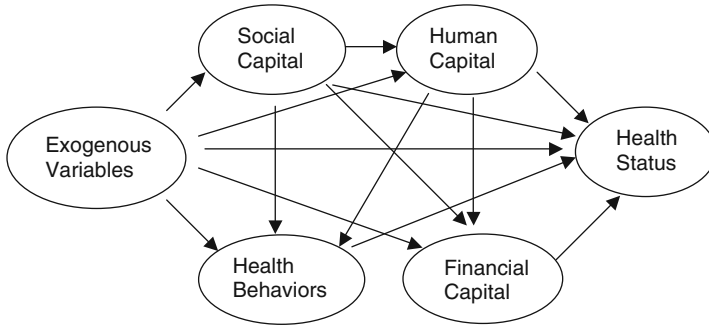 Social
Capital
Human
Capital
Exogenous
Variables
Health
Status
Health
Behaviors
Financial
Capital